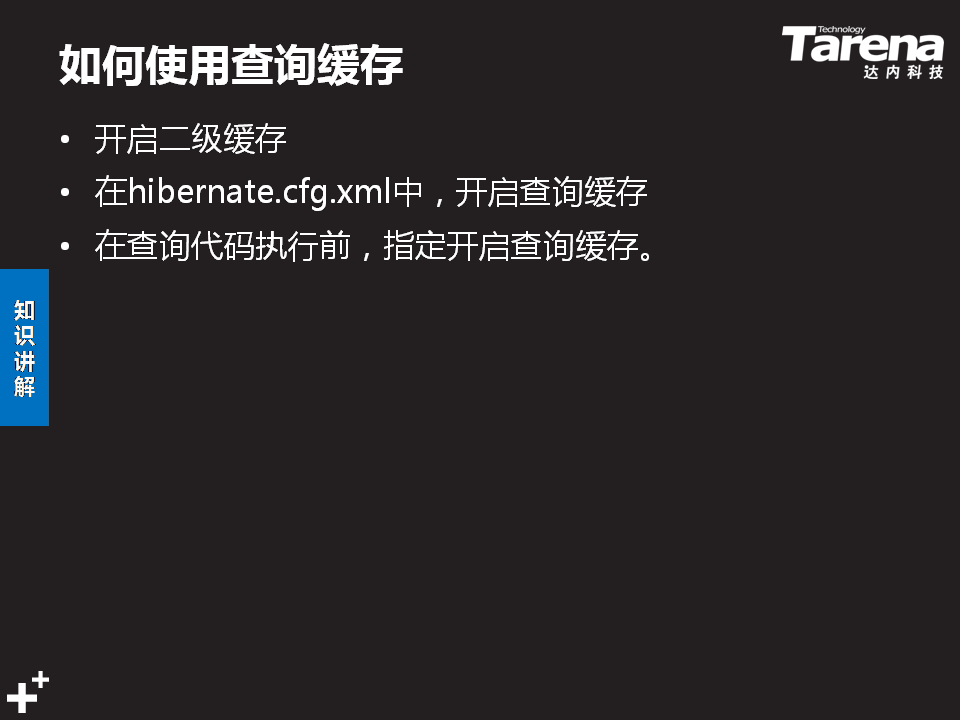 如何使用查询缓存
Technology
Tarena
达内科技
• 开启二级缓存
• 在hibernate.cfg.xml中，开启查询缓存
• 在查询代码执行前，指定开启查询缓存。
知
识
讲
解